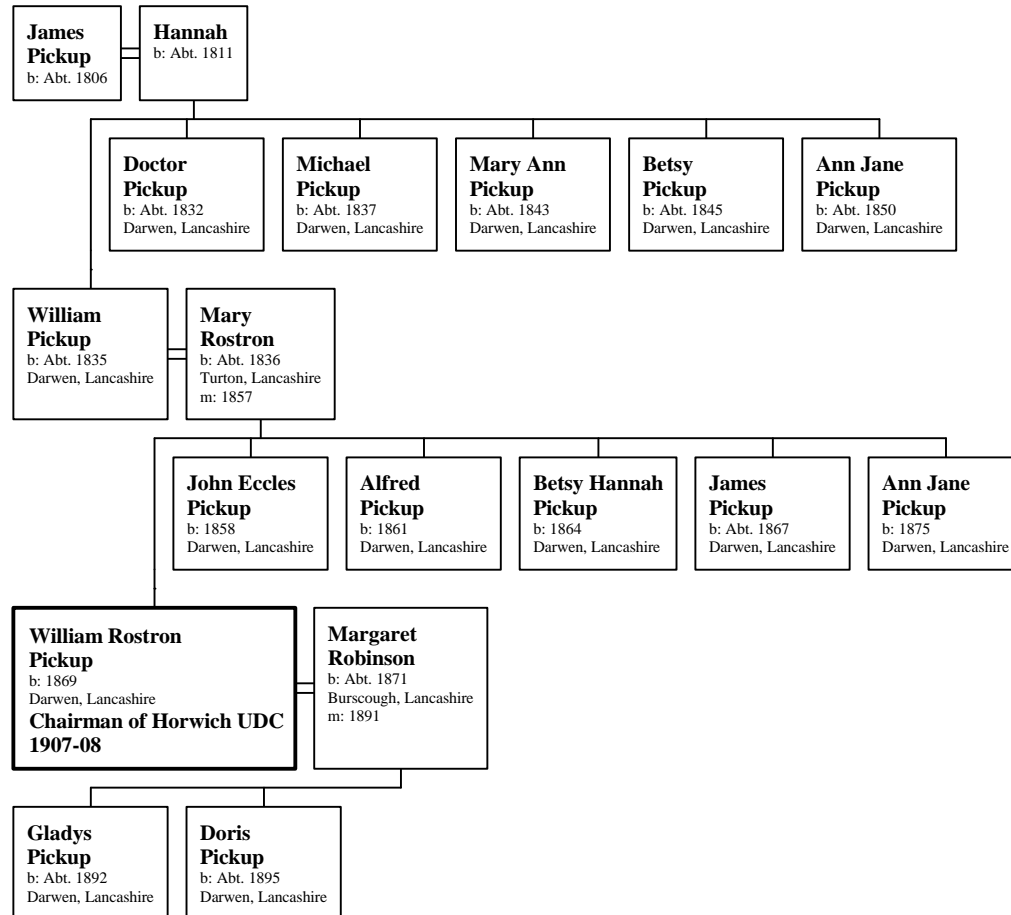 James
Pickup
b: Abt. 1806
Hannah
b: Abt. 1811
Doctor
Pickup
b: Abt. 1832
Darwen, Lancashire
Michael
Pickup
b: Abt. 1837
Darwen, Lancashire
Mary Ann
Pickup
b: Abt. 1843
Darwen, Lancashire
Betsy
Pickup
b: Abt. 1845
Darwen, Lancashire
Ann Jane
Pickup
b: Abt. 1850
Darwen, Lancashire
William
Pickup
b: Abt. 1835
Darwen, Lancashire
Mary
Rostron
b: Abt. 1836
Turton, Lancashire
m: 1857
John Eccles
Pickup
b: 1858
Darwen, Lancashire
Alfred
Pickup
b: 1861
Darwen, Lancashire
Betsy Hannah
Pickup
b: 1864
Darwen, Lancashire
James
Pickup
b: Abt. 1867
Darwen, Lancashire
Ann Jane
Pickup
b: 1875
Darwen, Lancashire
William Rostron
Pickup
b: 1869
Darwen, Lancashire
Chairman of Horwich UDC
1907-08
Margaret
Robinson
b: Abt. 1871
Burscough, Lancashire
m: 1891
Gladys
Pickup
b: Abt. 1892
Darwen, Lancashire
Doris
Pickup
b: Abt. 1895
Darwen, Lancashire